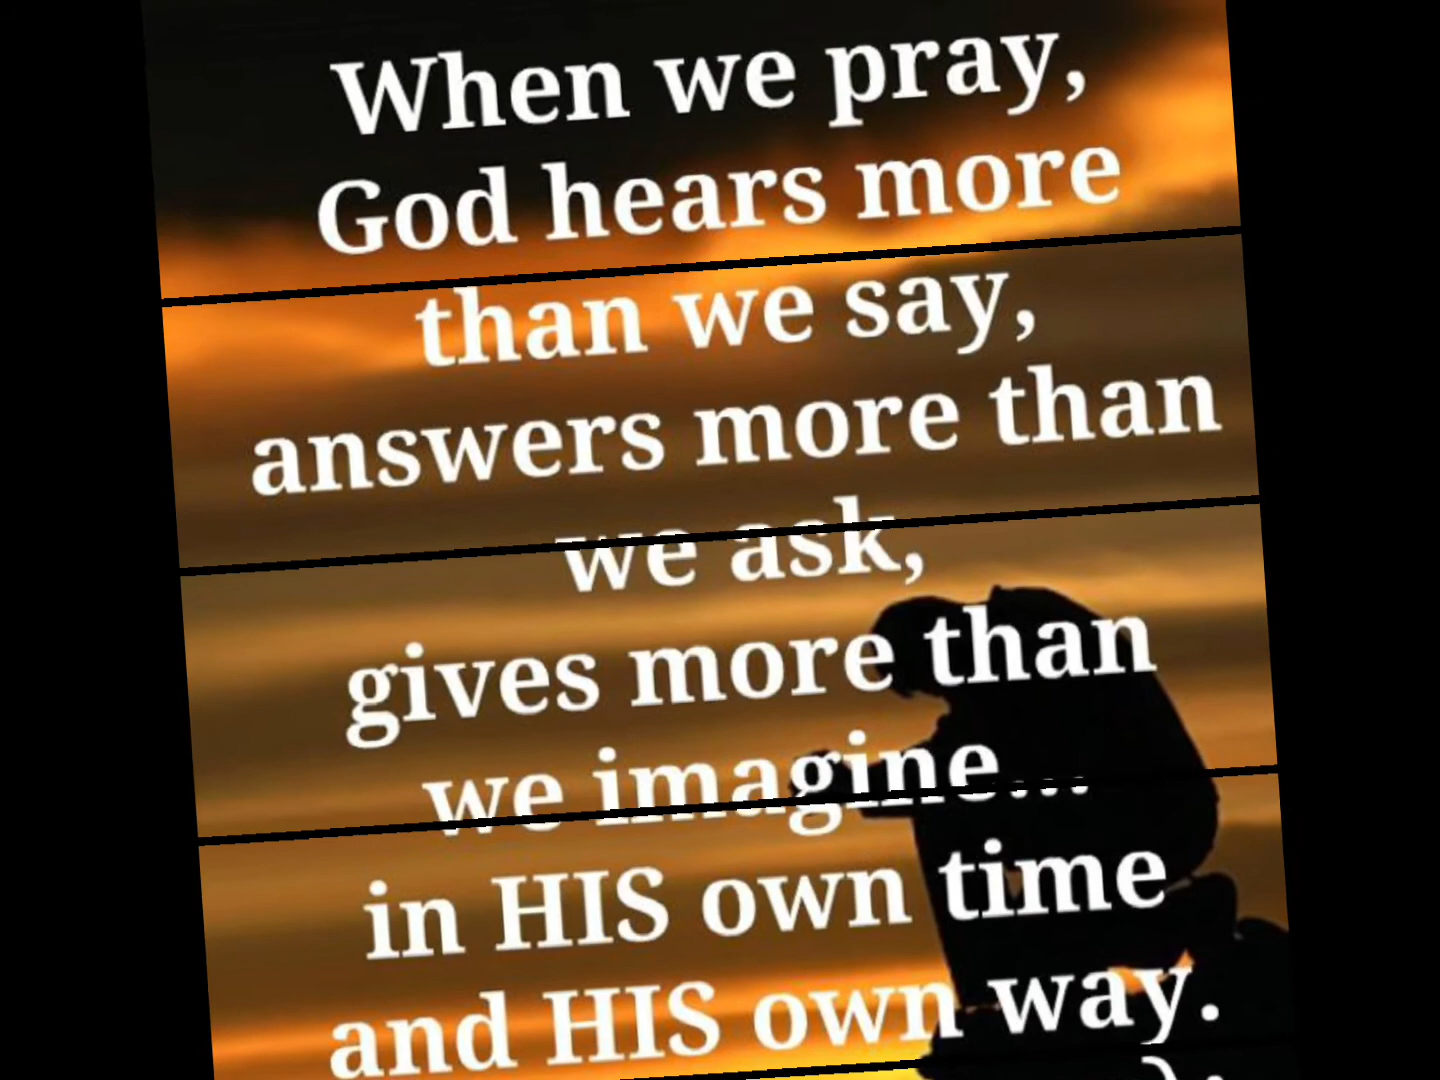 When we pray,
God hears more
than we say,
answers more than
we ask,
gives more than
we imagine...
in HIS own time
and HIS own way.